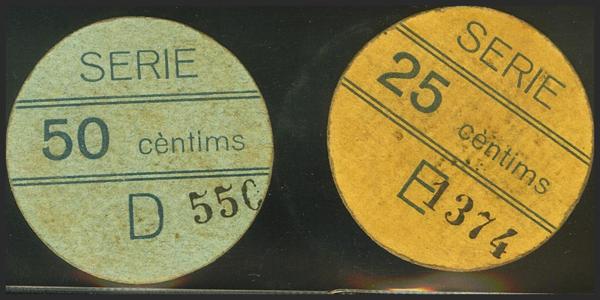 SERIE
50 cèntims
D 550
SERIE
25 cèntims
E 1374